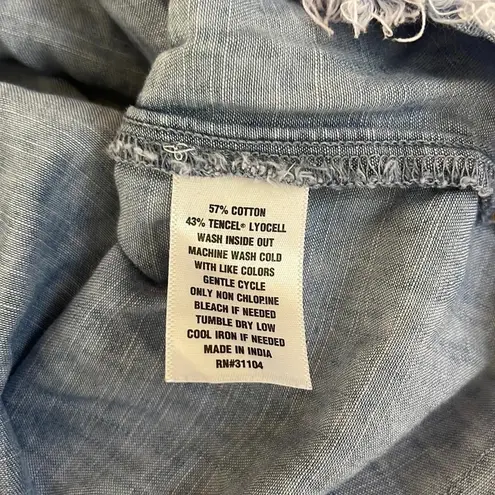 57% COTTON
43% TENCEL® LYOCELL
WASH INSIDE OUT
MACHINE WASH COLD
WITH LIKE COLORS
GENTLE CYCLE
ONLY NON CHLOPINE
BLEACH IF NEEDED
TUMBLE DRY LOW
COOL IRON IF NEEDED
MADE IN INDIA
RN#31104